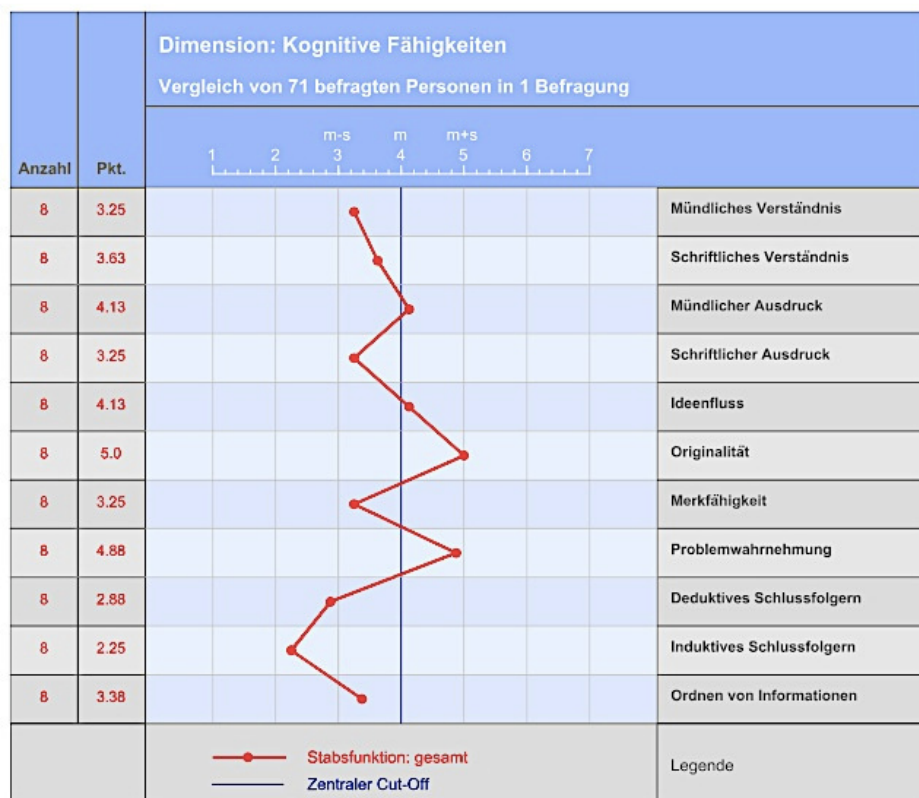 Dimension: Kognitive Fähigkeiten
Vergleich von 71 befragten Personen in 1 Befragung
m-s m m+s
Anzahl Pkt. 1 2 3 4 5 6 7
8 3.25 Mündliches Verständnis
8 3.63 Schriftliches Verständnis
8 4.13 Mündlicher Ausdruck
8 3.25 Schriftlicher Ausdruck
8 4.13 Ideenfluss
8 5.0 Originalität
8 3.25 Merkfähigkeit
8 4.88 Problemwahrnehmung
8 2.88 Deduktives Schlussfolgern
8 2.25 Induktives Schlussfolgern
8 3.38 Ordnen von Informationen
Stabsfunktion: gesamt
Zentraler Cut-Off
Legende